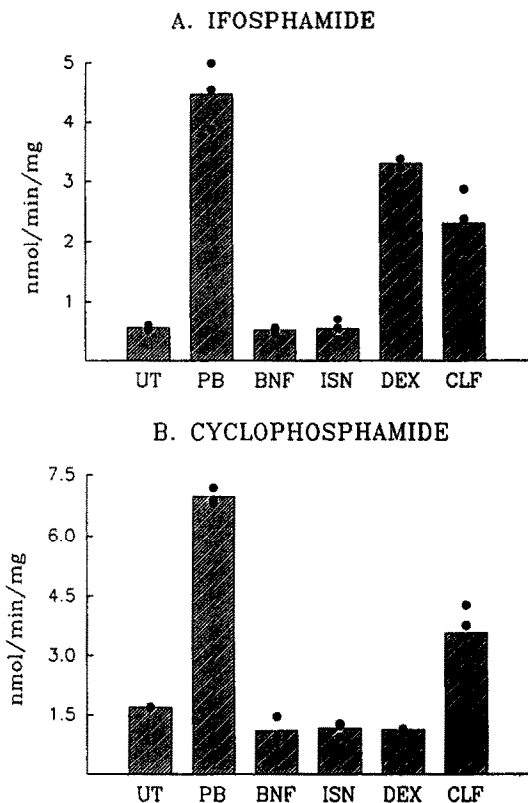 A. IFOSPHAMIDE
5
4
3
2
1
nmol/min/mg
UT PB BNF ISN DEX CLF
B. CYCLOPHOSPHAMIDE
7.5
6.0
4.5
3.0
1.5
nmol/min/mg
UT PB BNF ISN DEX CLF